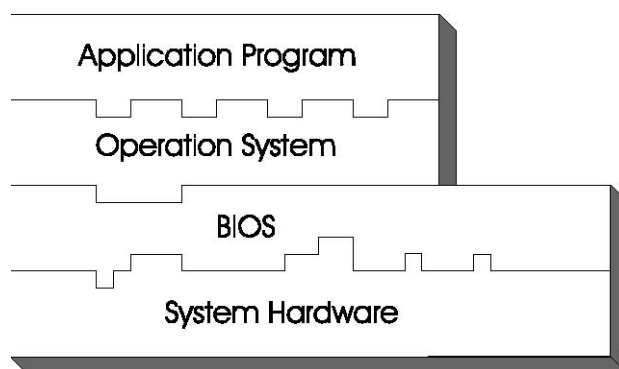 Application Program
Operation System
BIOS
System Hardware